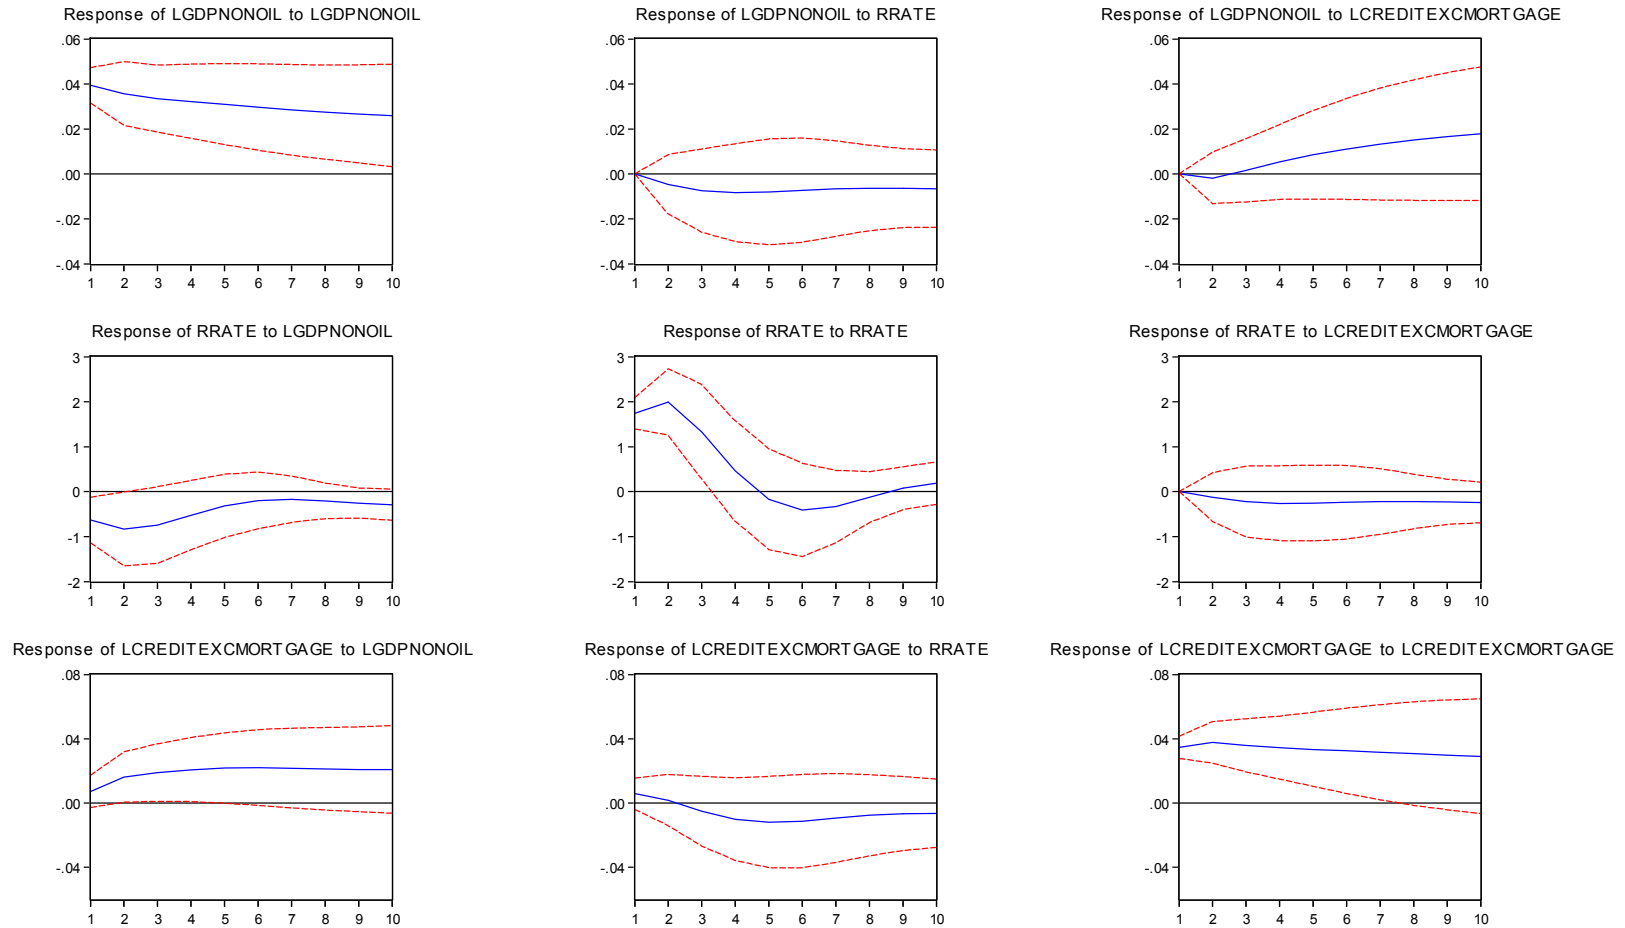 Response of LGDPNONOIL to LGDPNONOIL
.06
.04
.02
.00
-.02
-.04
1 2 3 4 5 6 7 8 9 10
Response of LGDPNONOIL to RRATE
.06
.04
.02
.00
-.02
-.04
1 2 3 4 5 6 7 8 9 10
Response of LGDPNONOIL to LCREDITEXCMORTGAGE
.06
.04
.02
.00
-.02
-.04
1 2 3 4 5 6 7 8 9 10
Response of RRATE to LGDPNONOIL
3
2
1
0
-1
-2
1 2 3 4 5 6 7 8 9 10
Response of RRATE to RRATE
3
2
1
0
-1
-2
1 2 3 4 5 6 7 8 9 10
Response of RRATE to LCREDITEXCMORTGAGE
3
2
1
0
-1
-2
1 2 3 4 5 6 7 8 9 10
Response of LCREDITEXCMORTGAGE to LGDPNONOIL
.08
.04
.00
-.04
1 2 3 4 5 6 7 8 9 10
Response of LCREDITEXCMORTGAGE to RRATE
.08
.04
.00
-.04
1 2 3 4 5 6 7 8 9 10
Response of LCREDITEXCMORTGAGE to LCREDITEXCMORTGAGE
.08
.04
.00
-.04
1 2 3 4 5 6 7 8 9 10